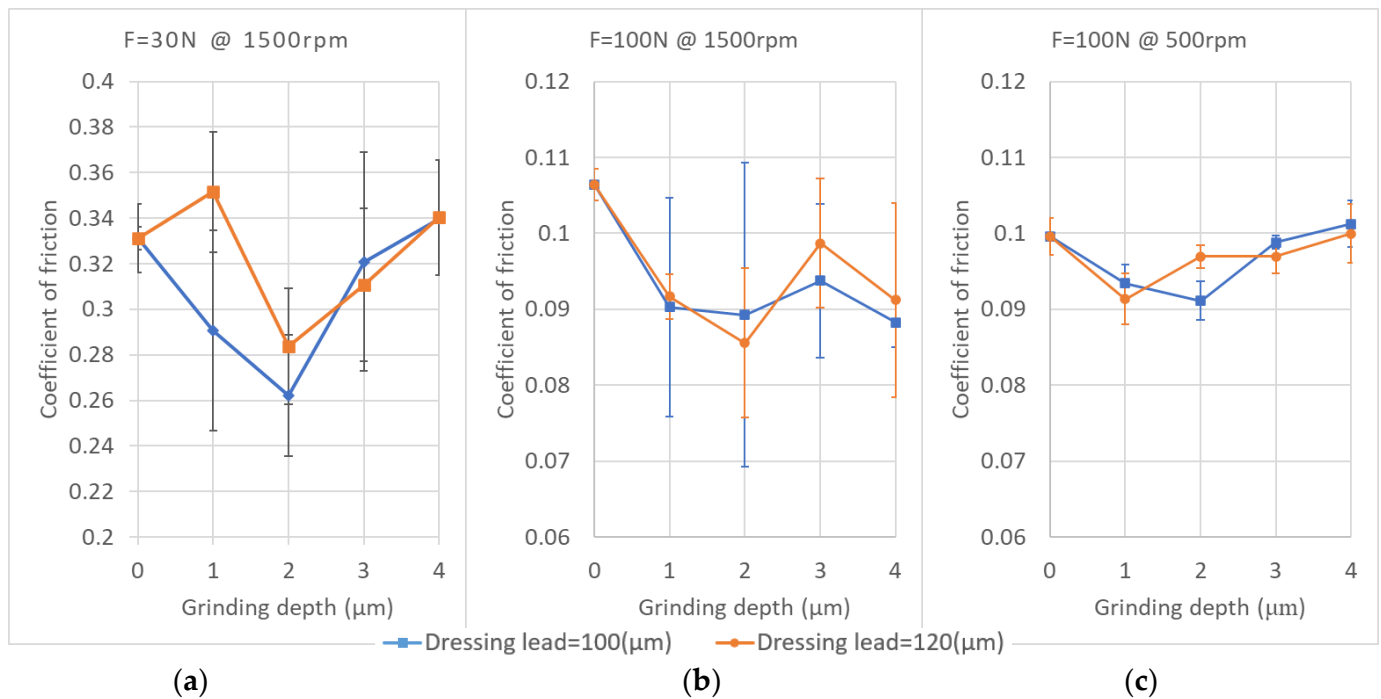 F=30N @ 1500rpm
0.4
0.38
0.36
0.34
0.32
0.3
0.28
0.26
0.24
0.22
0.2
Coefficient of friction
0 1 2 3 4
Grinding depth (μm)
F=100N @ 1500rpm
0.12
0.11
0.1
0.09
0.08
0.07
0.06
Coefficient of friction
0 1 2 3 4
Grinding depth (μm)
F=100N @ 500rpm
0.12
0.11
0.1
0.09
0.08
0.07
0.06
Coefficient of friction
0 1 2 3 4
Grinding depth (μm)
Dressing lead=100(μm) Dressing lead=120(μm)
(a) (b) (c)